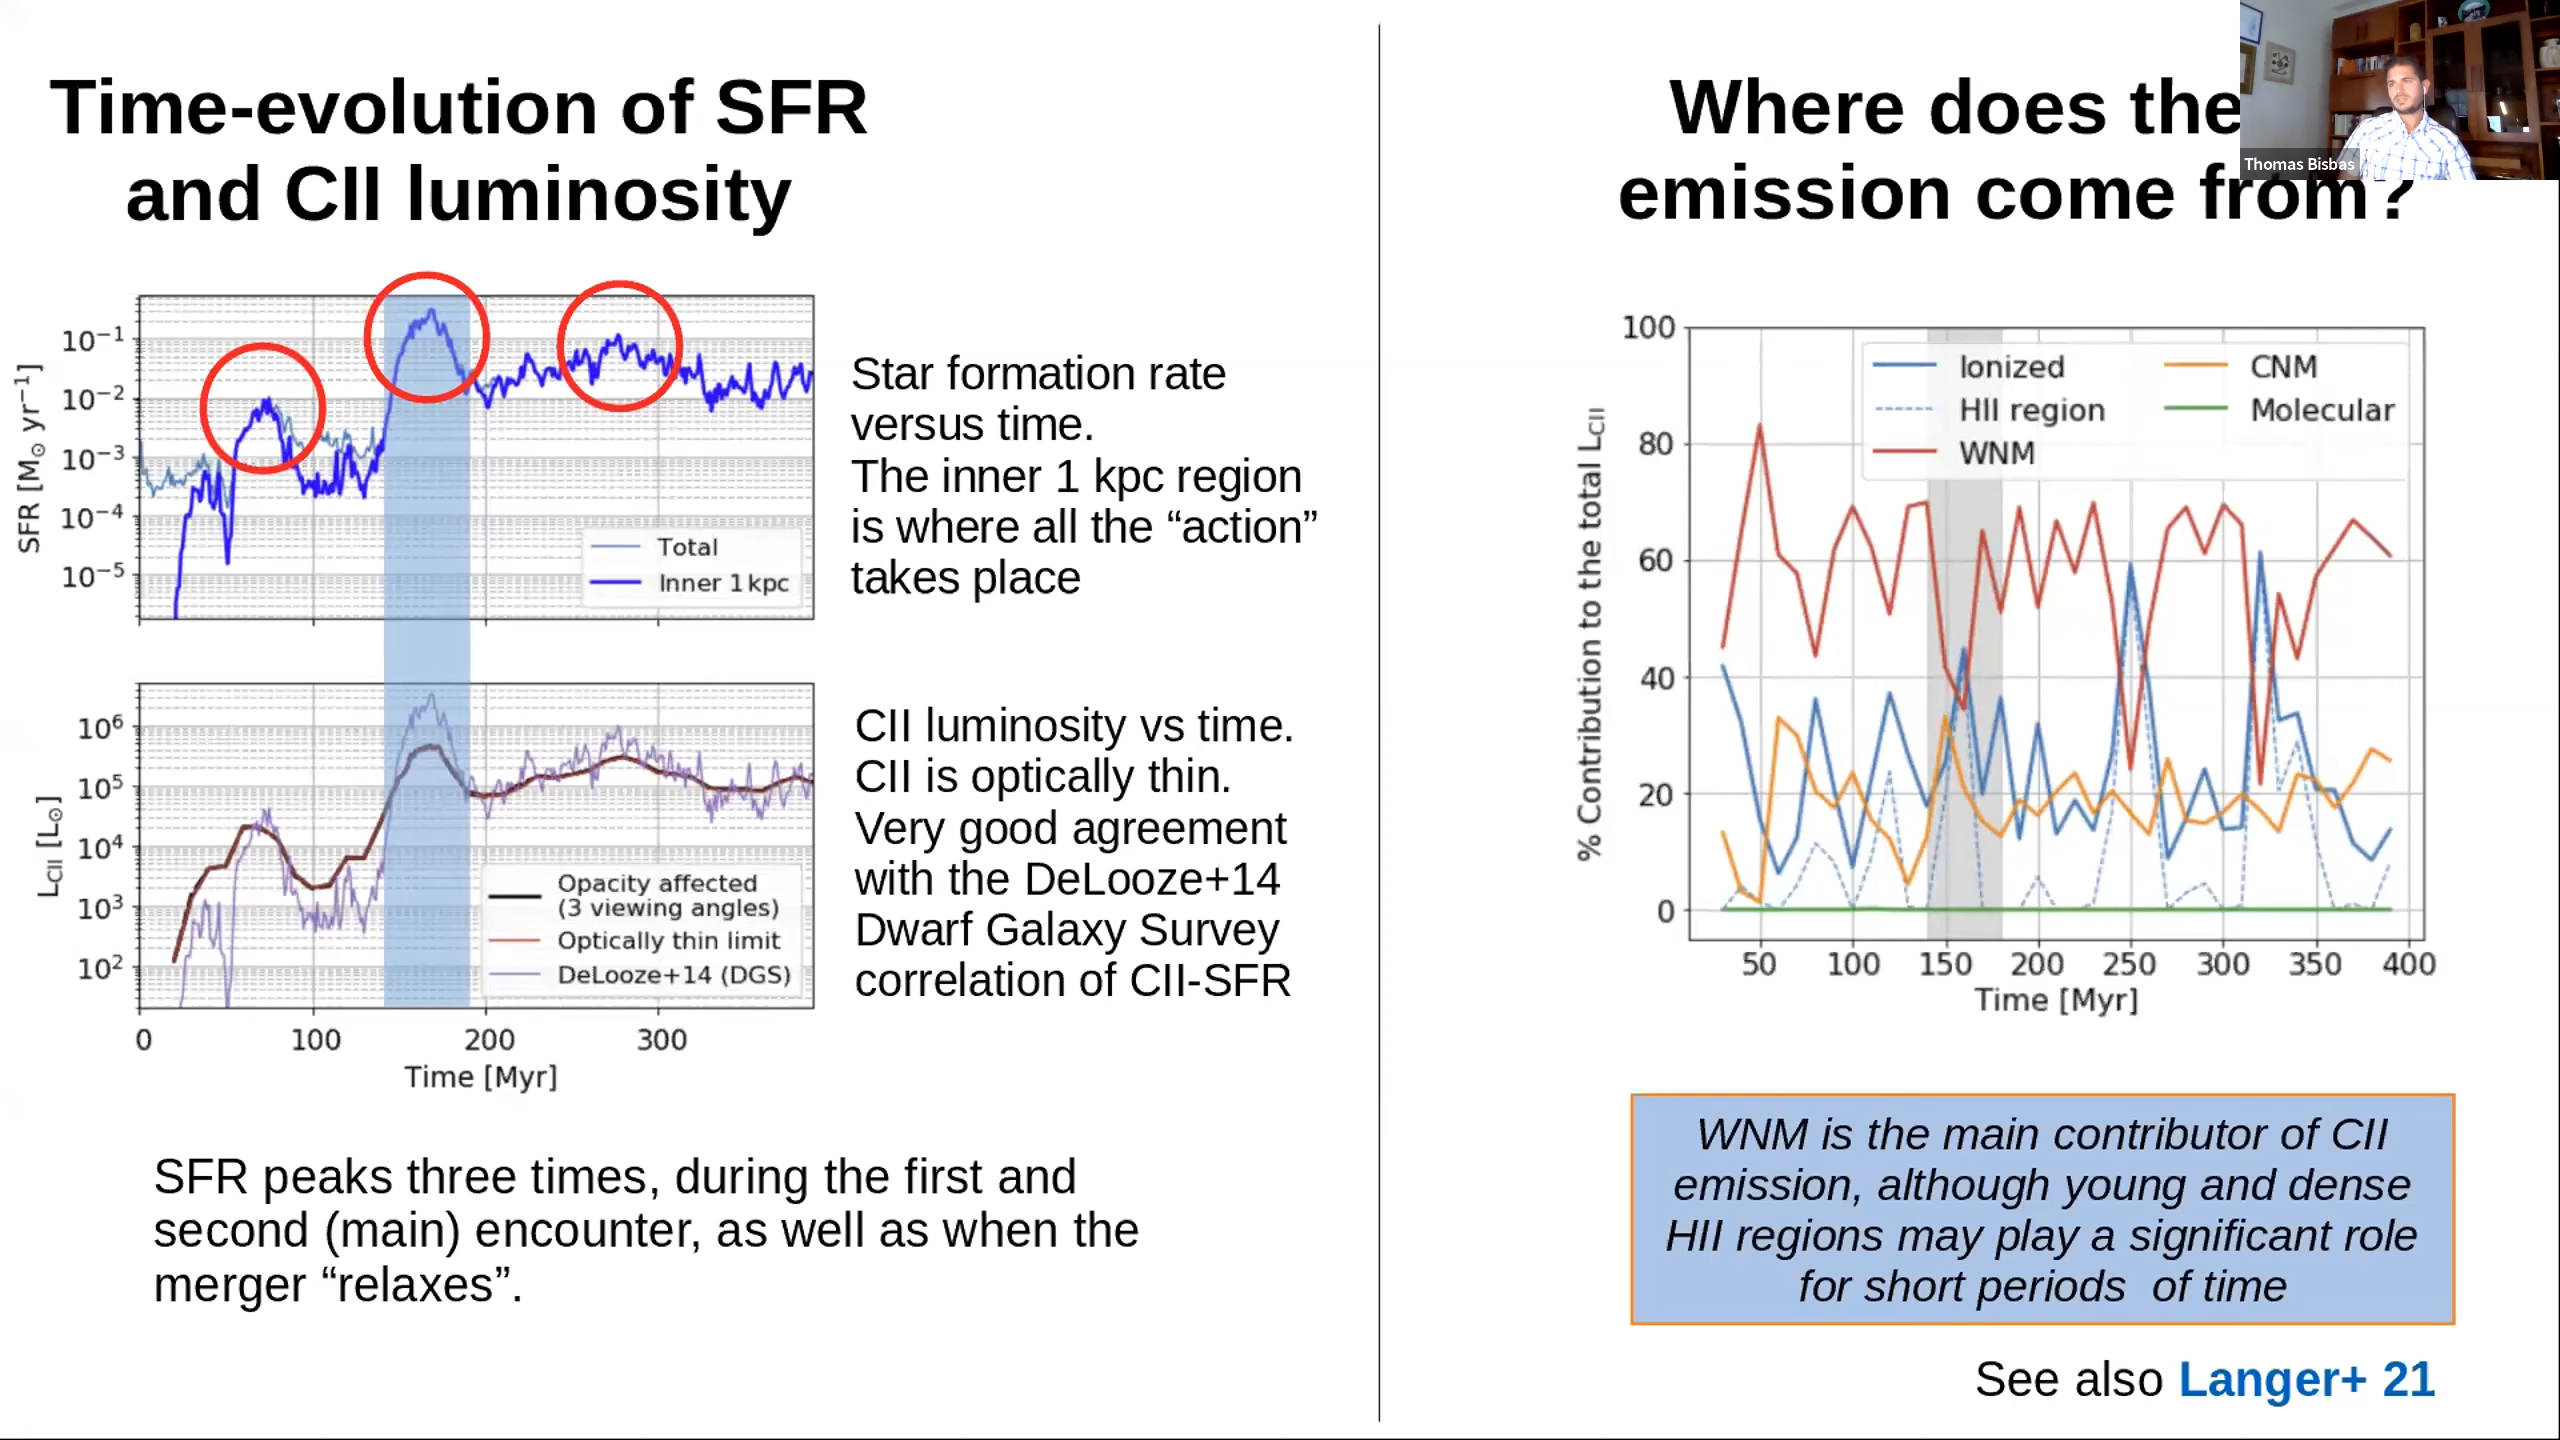 Time-evolution of SFR
and CII luminosity
10⁻¹
10⁻²
10⁻³
10⁻⁴
10⁻⁵
SFR [M⊙ yr⁻¹]
Total
Inner 1 kpc
Star formation rate
versus time.
The inner 1 kpc region
is where all the “action”
takes place
10⁶
10⁵
10⁴
10³
10²
L_CII [L⊙]
Opacity affected
(3 viewing angles)
Optically thin limit
DeLooze+14 (DGS)
0 100 200 300
Time [Myr]
CII luminosity vs time.
CII is optically thin.
Very good agreement
with the DeLooze+14
Dwarf Galaxy Survey
correlation of CII-SFR
SFR peaks three times, during the first and
second (main) encounter, as well as when the
merger “relaxes”.
Where does the
emission come from?
Thomas Bisbas
100
80
60
40
20
0
% Contribution to the total L_CII
Ionized
HII region
WNM
CNM
Molecular
50 100 150 200 250 300 350 400
Time [Myr]
WNM is the main contributor of CII
emission, although young and dense
HII regions may play a significant role
for short periods of time
See also Langer+ 21